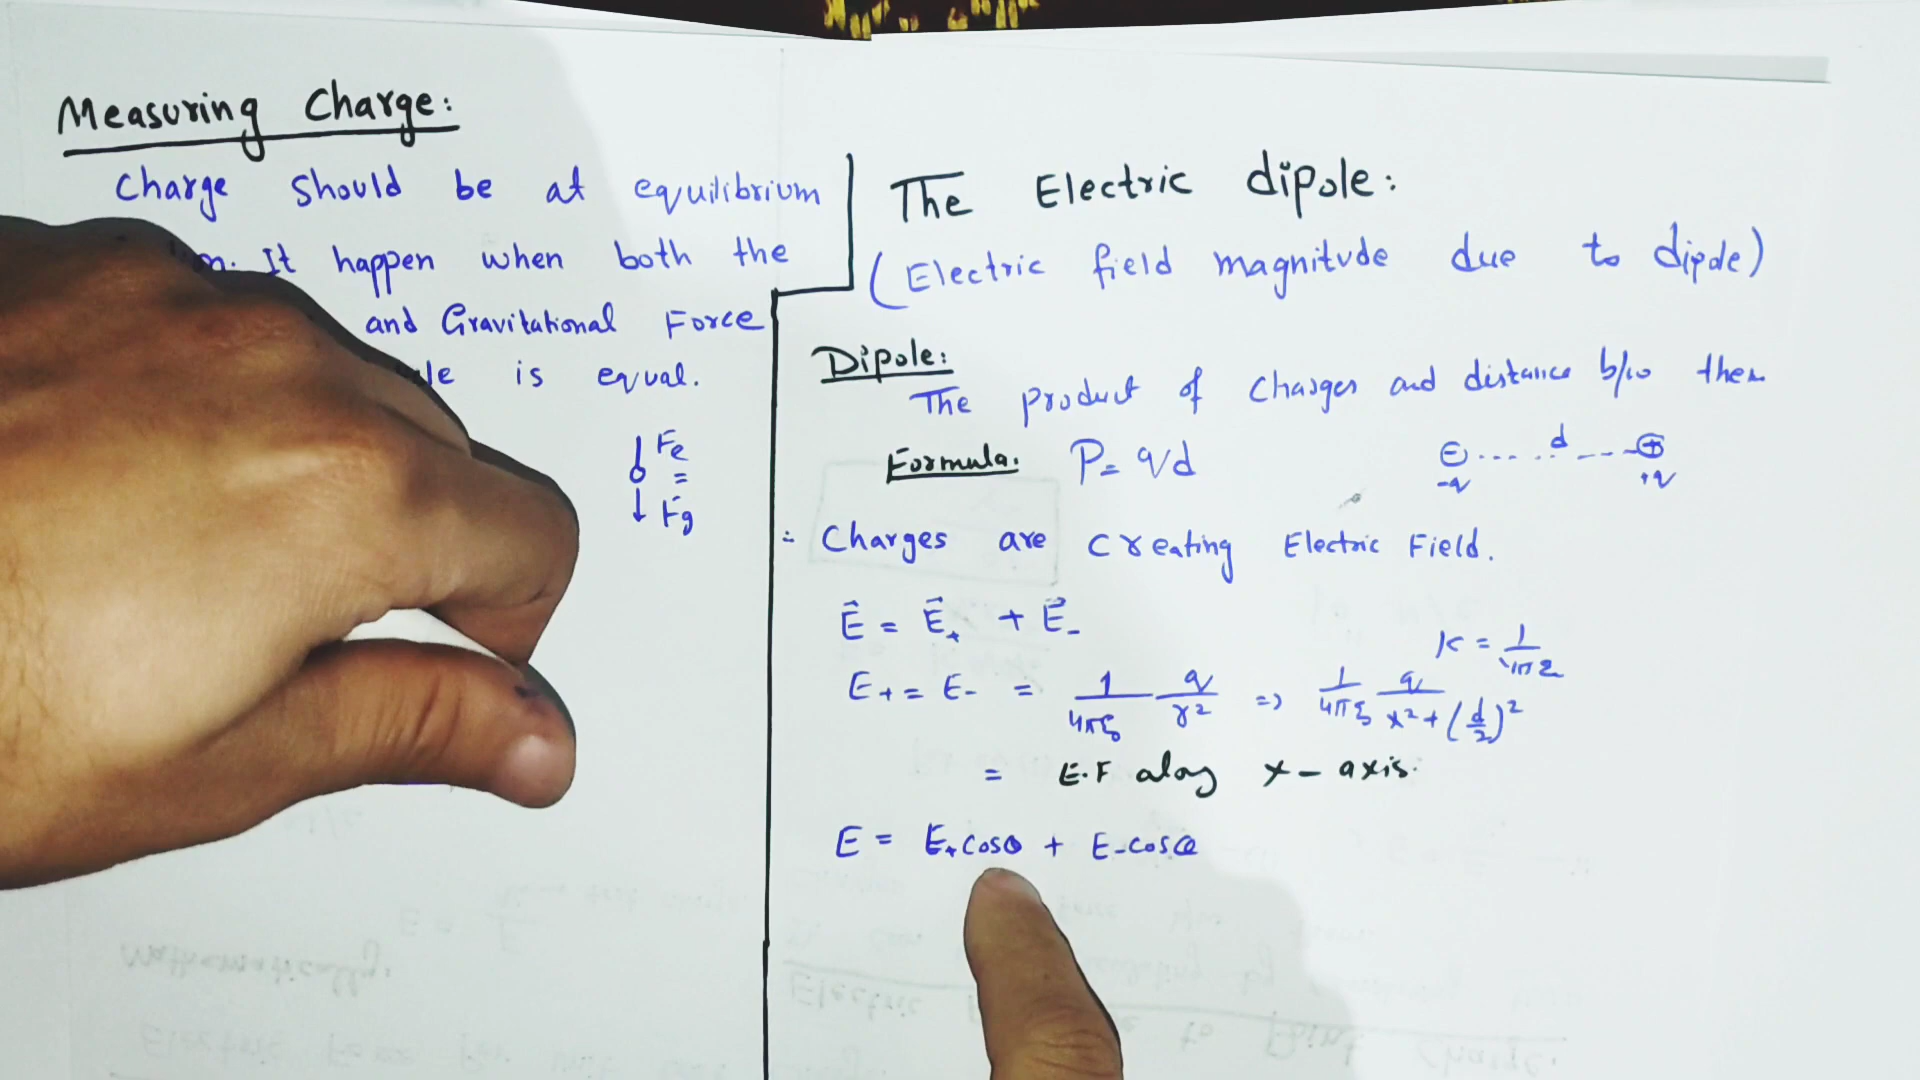 Measuring Charge:
Charge should be at equilibrium
It happen when both the
and Gravitational Force
is equal.
Fe
=
Fg
The Electric dipole:
(Electric field magnitude due to dipole)
Dipole:
The product of Charges and distance b/w them
Formula. P = qd
- ..... d ..... +
-q +q
∴ Charges are Creating Electric Field.
E⃗ = E⃗₊ + E⃗₋
K = 1/4πε
E₊ = E₋ = 1/4πε₀ q/r² ⇒ 1/4πε₀ q/x²+(d/2)²
= E.F along x-axis.
E = E₊cosθ + E₋cosθ